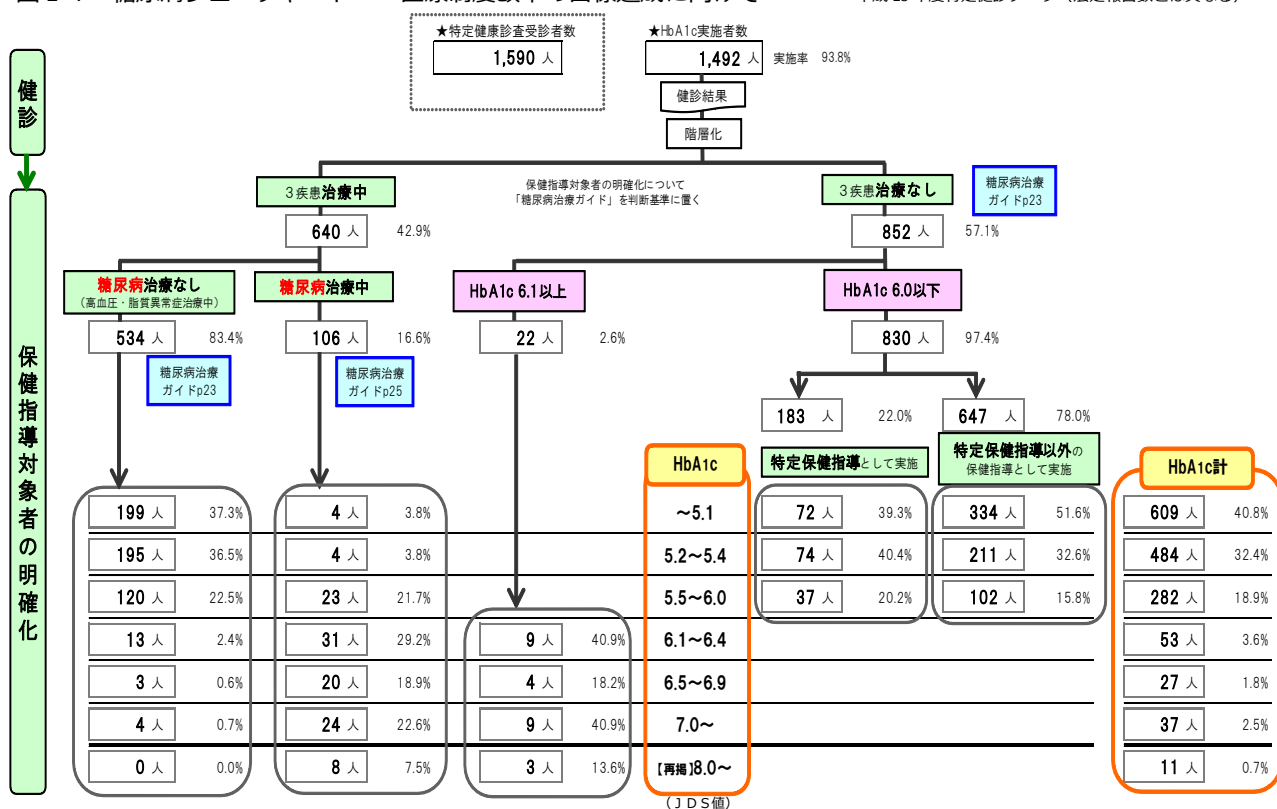 ★特定健康診査受診者数
1,590 人
★HbA1c実施者数
1,492 人 実施率 93.8%
健診結果
階層化
健診
保健指導対象者の明確化
保健指導対象者の明確化について
「糖尿病治療ガイド」を判断基準に置く
3疾患治療中
640 人 42.9%
3疾患治療なし
852 人 57.1%
糖尿病治療
ガイドp23
糖尿病治療なし
（高血圧・脂質異常症治療中）
534 人 83.4%
糖尿病治療
ガイドp23
糖尿病治療中
106 人 16.6%
糖尿病治療
ガイドp25
HbA1c 6.1以上
22 人 2.6%
HbA1c 6.0以下
830 人 97.4%
183 人 22.0%
647 人 78.0%
HbA1c
特定保健指導として実施
特定保健指導以外の
保健指導として実施
HbA1c計
199 人 37.3% 4 人 3.8% ～5.1 72 人 39.3% 334 人 51.6% 609 人 40.8%
195 人 36.5% 4 人 3.8% 5.2～5.4 74 人 40.4% 211 人 32.6% 484 人 32.4%
120 人 22.5% 23 人 21.7% 5.5～6.0 37 人 20.2% 102 人 15.8% 282 人 18.9%
13 人 2.4% 31 人 29.2% 9 人 40.9% 6.1～6.4 53 人 3.6%
3 人 0.6% 20 人 18.9% 4 人 18.2% 6.5～6.9 27 人 1.8%
4 人 0.7% 24 人 22.6% 9 人 40.9% 7.0～ 37 人 2.5%
0 人 0.0% 8 人 7.5% 3 人 13.6% 【再掲】8.0～ 11 人 0.7%
（ＪＤＳ値）